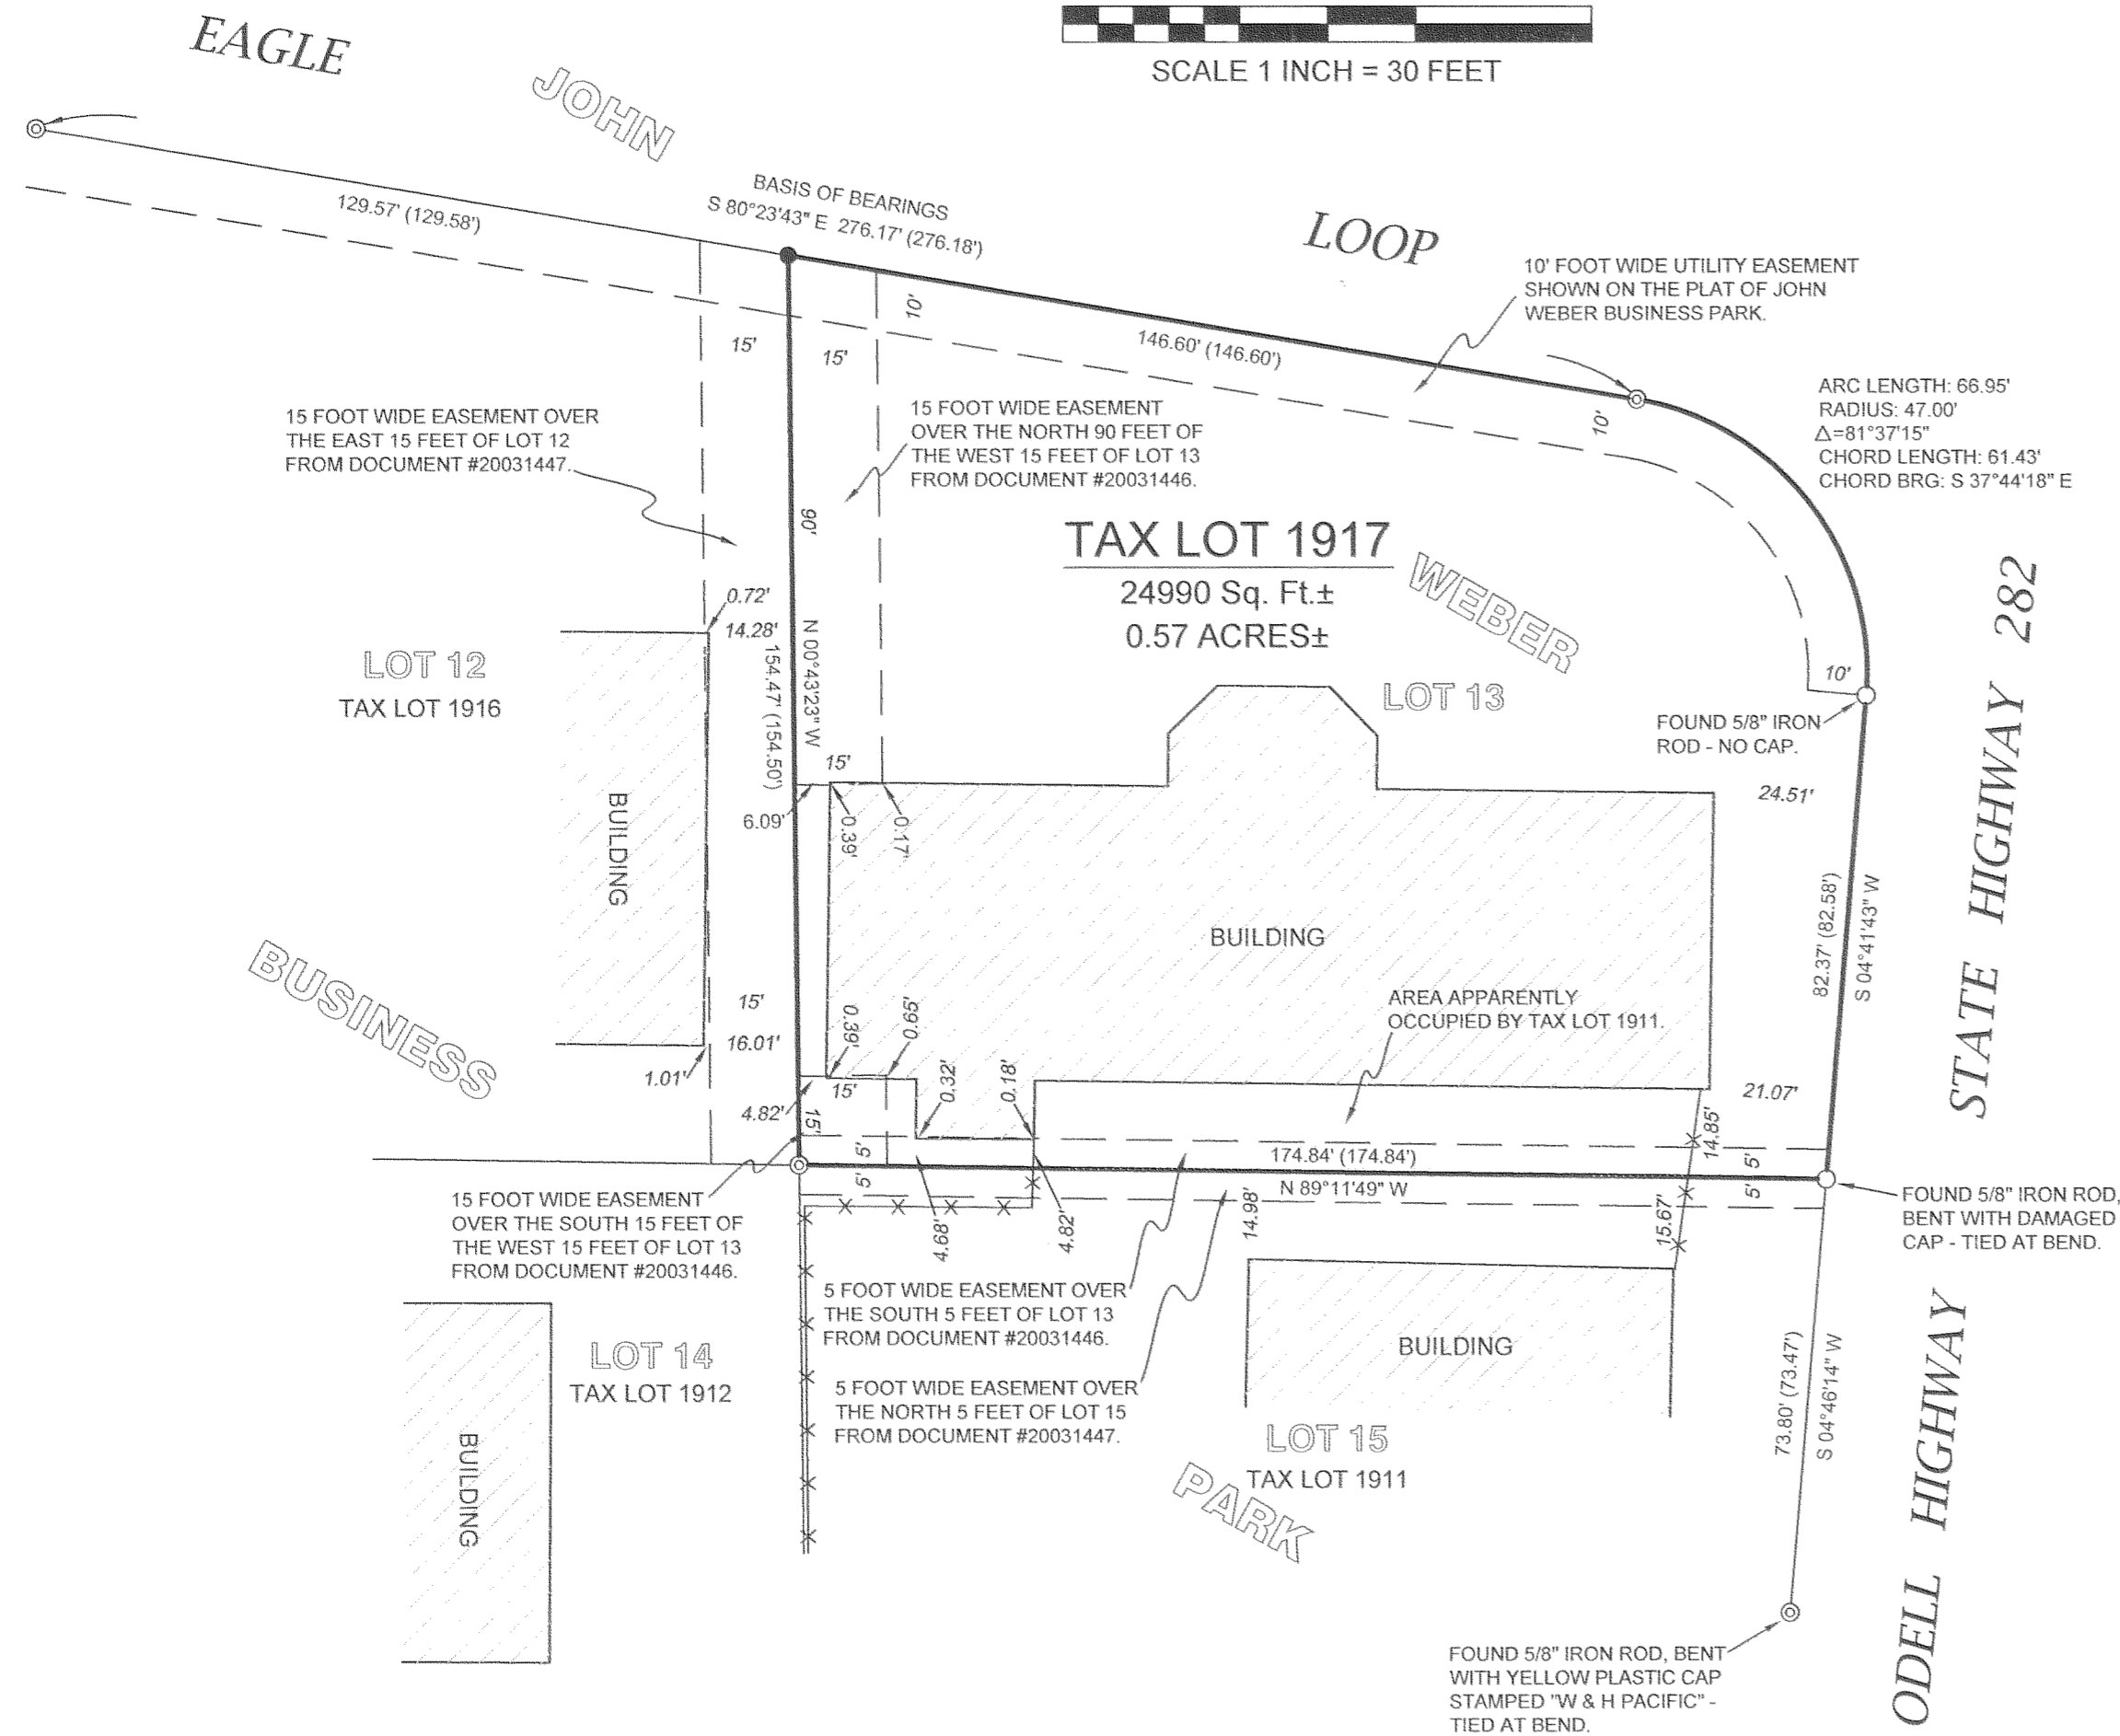 EAGLE
JOHN
SCALE 1 INCH = 30 FEET
129.57' (129.58')
BASIS OF BEARINGS
S 80°23'43" E 276.17' (276.18')
LOOP
10' FOOT WIDE UTILITY EASEMENT
SHOWN ON THE PLAT OF JOHN
WEBER BUSINESS PARK.
10'
15'
15'
146.60' (146.60')
10'
ARC LENGTH: 66.95'
RADIUS: 47.00'
Δ=81°37'15"
CHORD LENGTH: 61.43'
CHORD BRG: S 37°44'18" E
15 FOOT WIDE EASEMENT OVER
THE EAST 15 FEET OF LOT 12
FROM DOCUMENT #20031447.
15 FOOT WIDE EASEMENT
OVER THE NORTH 90 FEET OF
THE WEST 15 FEET OF LOT 13
FROM DOCUMENT #20031446.
90'
TAX LOT 1917
24990 Sq. Ft.±
0.57 ACRES±
WEBER
STATE HIGHWAY 282
0.72'
14.28'
N 00°43'23" W
154.47' (154.50')
LOT 12
TAX LOT 1916
LOT 13
10'
FOUND 5/8" IRON
ROD - NO CAP.
15'
6.09'
0.39'
0.17'
24.51'
BUILDING
BUILDING
82.37' (82.58')
S 04°41'43" W
BUSINESS
15'
16.01'
1.01'
0.39'
0.65'
AREA APPARENTLY
OCCUPIED BY TAX LOT 1911.
15'
4.82'
15'
0.32'
0.18'
21.07'
14.85'
5'
5'
174.84' (174.84')
N 89°11'49" W
5'
5'
4.68'
4.82'
14.98'
15.67'
15 FOOT WIDE EASEMENT
OVER THE SOUTH 15 FEET OF
THE WEST 15 FEET OF LOT 13
FROM DOCUMENT #20031446.
FOUND 5/8" IRON ROD,
BENT WITH DAMAGED
CAP - TIED AT BEND.
5 FOOT WIDE EASEMENT OVER
THE SOUTH 5 FEET OF LOT 13
FROM DOCUMENT #20031446.
BUILDING
LOT 14
TAX LOT 1912
5 FOOT WIDE EASEMENT OVER
THE NORTH 5 FEET OF LOT 15
FROM DOCUMENT #20031447.
BUILDING
LOT 15
TAX LOT 1911
PARK
73.80' (73.47')
S 04°46'14" W
ODELL HIGHWAY
FOUND 5/8" IRON ROD, BENT
WITH YELLOW PLASTIC CAP
STAMPED "W & H PACIFIC" -
TIED AT BEND.